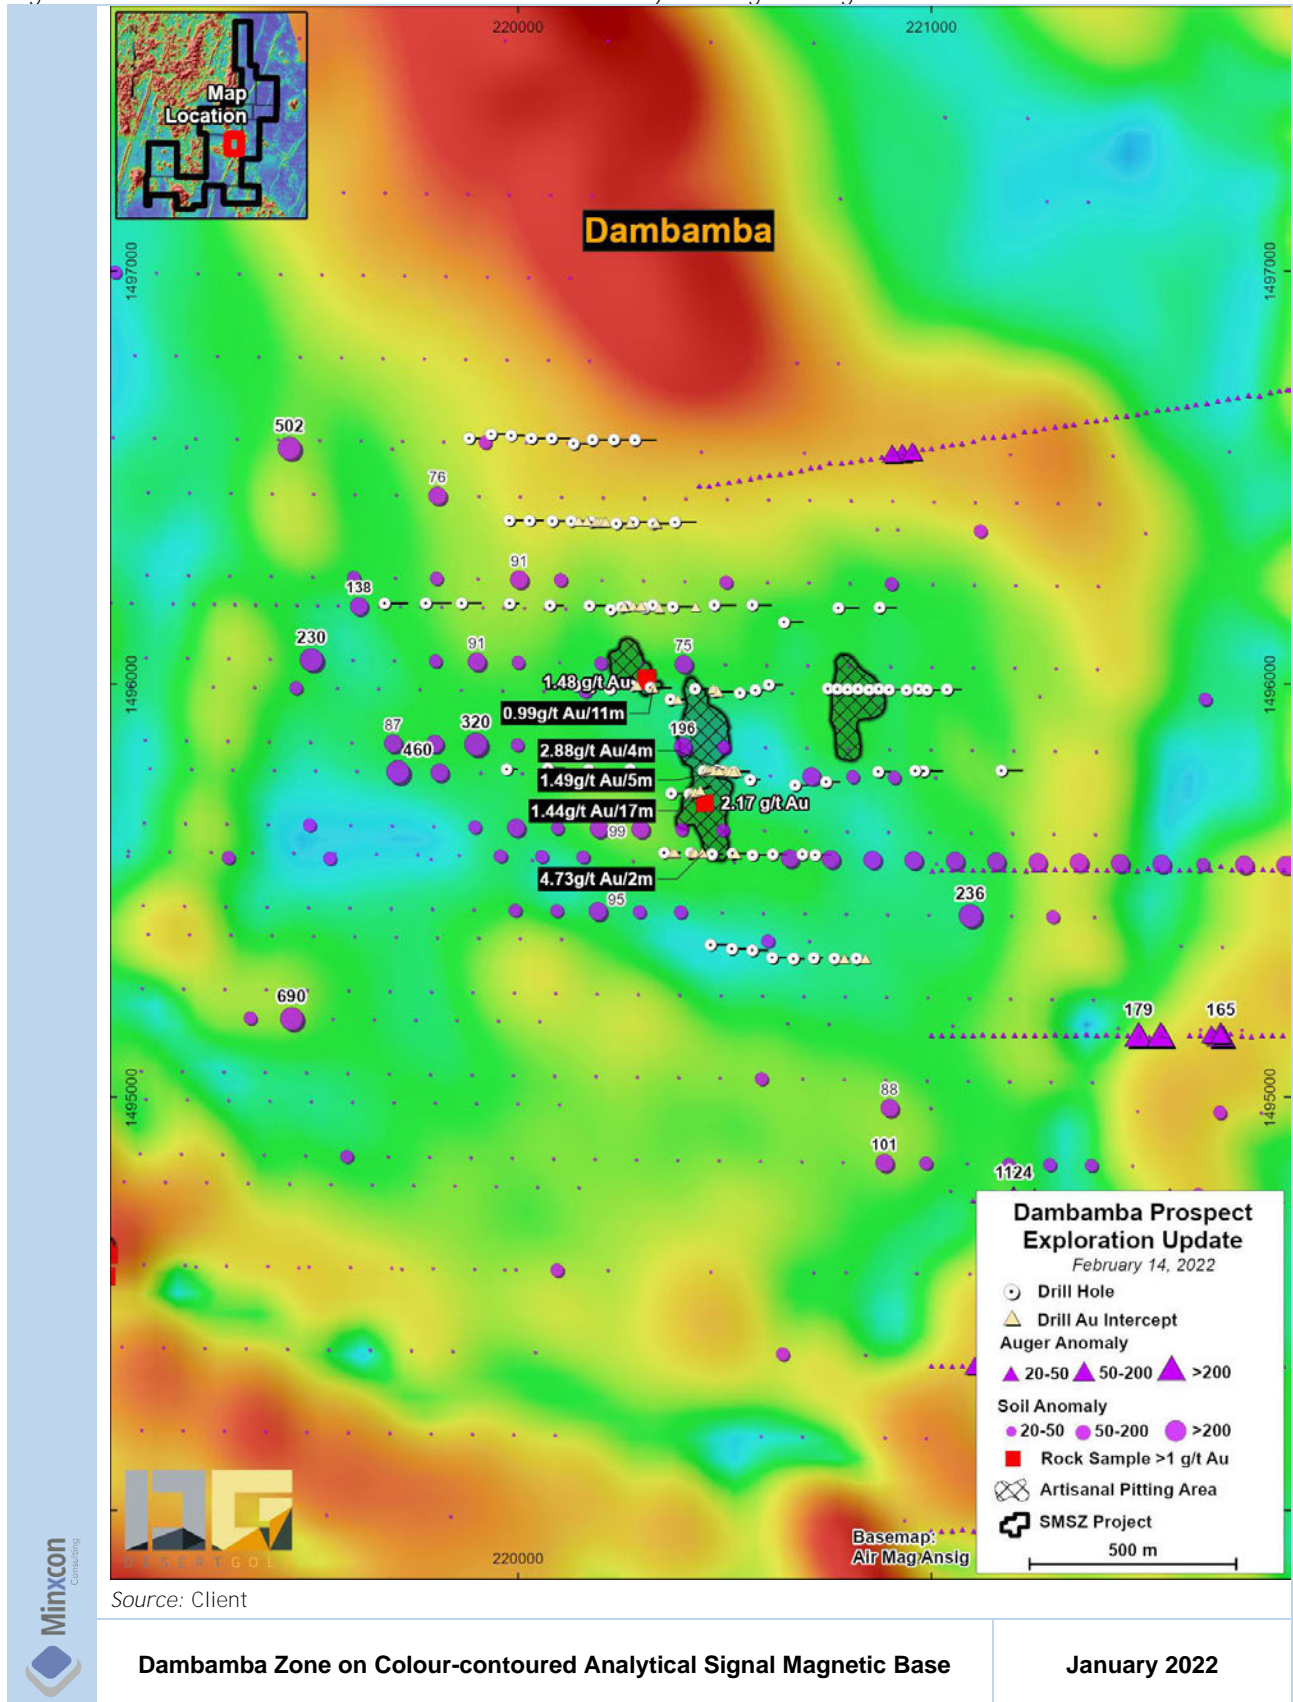 220000
221000
Map
Location
Dambamba
1497000
1497000
502
76
91
138
230
91
75
1496000
1496000
1.48 g/t Au
0.99g/t Au/11m
87
320
196
460
2.88g/t Au/4m
1.49g/t Au/5m
1.44g/t Au/17m
2.17 g/t Au
99
4.73g/t Au/2m
95
236
690
179
165
1495000
1495000
88
101
1124
Dambamba Prospect
Exploration Update
February 14, 2022
Drill Hole
Drill Au Intercept
Auger Anomaly
20-50 50-200 >200
Soil Anomaly
20-50 50-200 >200
Rock Sample >1 g/t Au
Artisanal Pitting Area
SMSZ Project
500 m
Basemap:
Air Mag Ansig
220000
DESERTGOL
Source: Client
Minxcon
Consulting
Dambamba Zone on Colour-contoured Analytical Signal Magnetic Base
January 2022